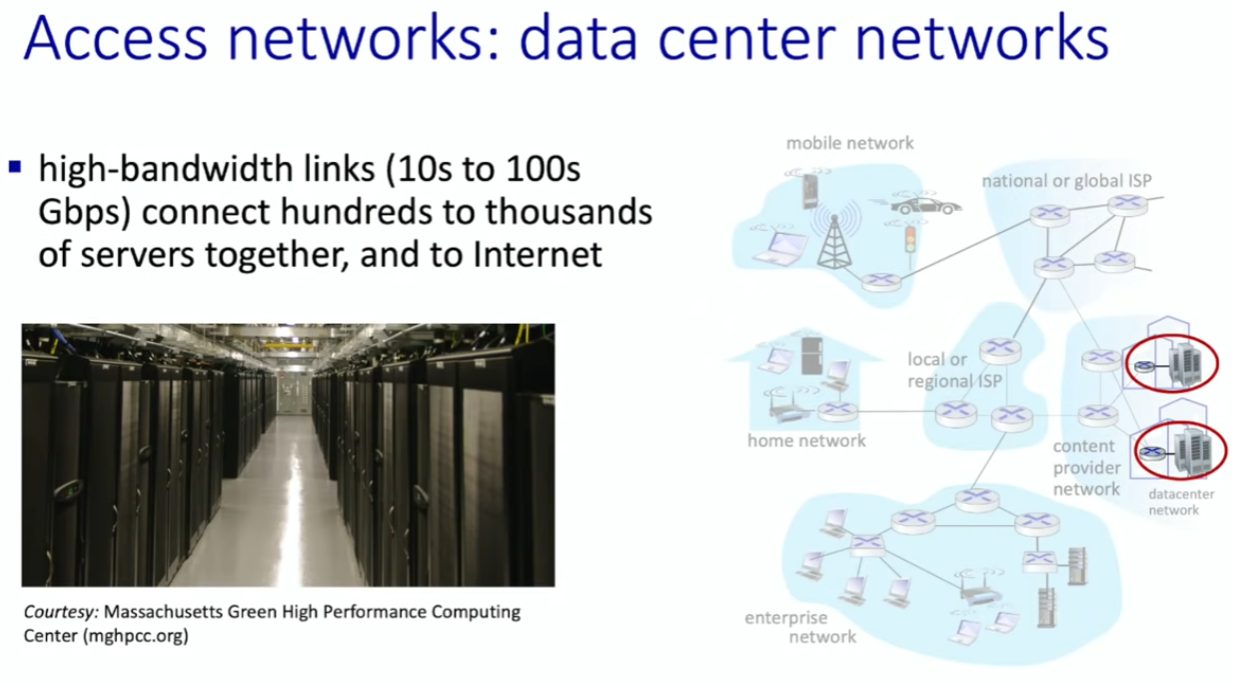 Access networks: data center networks
high-bandwidth links (10s to 100s
Gbps) connect hundreds to thousands
of servers together, and to Internet
Courtesy: Massachusetts Green High Performance Computing
Center (mghpcc.org)
mobile network
national or global ISP
local or
regional ISP
home network
content
provider
network
datacenter
network
enterprise
network